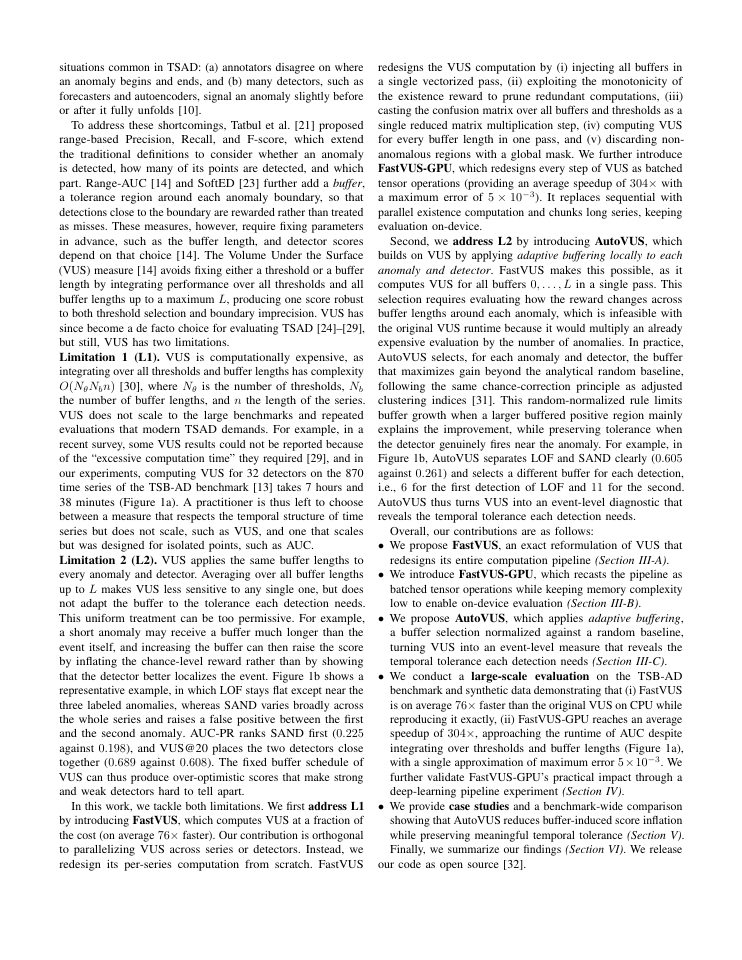 situations common in TSAD: (a) annotators disagree on where
an anomaly begins and ends, and (b) many detectors, such as
forecasters and autoencoders, signal an anomaly slightly before
or after it fully unfolds [10].
To address these shortcomings, Tatbul et al. [21] proposed
range-based Precision, Recall, and F-score, which extend
the traditional definitions to consider whether an anomaly
is detected, how many of its points are detected, and which
part. Range-AUC [14] and SoftED [23] further add a buffer,
a tolerance region around each anomaly boundary, so that
detections close to the boundary are rewarded rather than treated
as misses. These measures, however, require fixing parameters
in advance, such as the buffer length, and detector scores
depend on that choice [14]. The Volume Under the Surface
(VUS) measure [14] avoids fixing either a threshold or a buffer
length by integrating performance over all thresholds and all
buffer lengths up to a maximum L, producing one score robust
to both threshold selection and boundary imprecision. VUS has
since become a de facto choice for evaluating TSAD [24]–[29],
but still, VUS has two limitations.
Limitation 1 (L1). VUS is computationally expensive, as
integrating over all thresholds and buffer lengths has complexity
O(NθNbn) [30], where Nθ is the number of thresholds, Nb
the number of buffer lengths, and n the length of the series.
VUS does not scale to the large benchmarks and repeated
evaluations that modern TSAD demands. For example, in a
recent survey, some VUS results could not be reported because
of the “excessive computation time” they required [29], and in
our experiments, computing VUS for 32 detectors on the 870
time series of the TSB-AD benchmark [13] takes 7 hours and
38 minutes (Figure 1a). A practitioner is thus left to choose
between a measure that respects the temporal structure of time
series but does not scale, such as VUS, and one that scales
but was designed for isolated points, such as AUC.
Limitation 2 (L2). VUS applies the same buffer lengths to
every anomaly and detector. Averaging over all buffer lengths
up to L makes VUS less sensitive to any single one, but does
not adapt the buffer to the tolerance each detection needs.
This uniform treatment can be too permissive. For example,
a short anomaly may receive a buffer much longer than the
event itself, and increasing the buffer can then raise the score
by inflating the chance-level reward rather than by showing
that the detector better localizes the event. Figure 1b shows a
representative example, in which LOF stays flat except near the
three labeled anomalies, whereas SAND varies broadly across
the whole series and raises a false positive between the first
and the second anomaly. AUC-PR ranks SAND first (0.225
against 0.198), and VUS@20 places the two detectors close
together (0.689 against 0.608). The fixed buffer schedule of
VUS can thus produce over-optimistic scores that make strong
and weak detectors hard to tell apart.
In this work, we tackle both limitations. We first address L1
by introducing FastVUS, which computes VUS at a fraction of
the cost (on average 76× faster). Our contribution is orthogonal
to parallelizing VUS across series or detectors. Instead, we
redesign its per-series computation from scratch. FastVUS
redesigns the VUS computation by (i) injecting all buffers in
a single vectorized pass, (ii) exploiting the monotonicity of
the existence reward to prune redundant computations, (iii)
casting the confusion matrix over all buffers and thresholds as a
single reduced matrix multiplication step, (iv) computing VUS
for every buffer length in one pass, and (v) discarding non-
anomalous regions with a global mask. We further introduce
FastVUS-GPU, which redesigns every step of VUS as batched
tensor operations (providing an average speedup of 304× with
a maximum error of 5 × 10⁻³). It replaces sequential with
parallel existence computation and chunks long series, keeping
evaluation on-device.
Second, we address L2 by introducing AutoVUS, which
builds on VUS by applying adaptive buffering locally to each
anomaly and detector. FastVUS makes this possible, as it
computes VUS for all buffers 0, . . . , L in a single pass. This
selection requires evaluating how the reward changes across
buffer lengths around each anomaly, which is infeasible with
the original VUS runtime because it would multiply an already
expensive evaluation by the number of anomalies. In practice,
AutoVUS selects, for each anomaly and detector, the buffer
that maximizes gain beyond the analytical random baseline,
following the same chance-correction principle as adjusted
clustering indices [31]. This random-normalized rule limits
buffer growth when a larger buffered positive region mainly
explains the improvement, while preserving tolerance when
the detector genuinely fires near the anomaly. For example, in
Figure 1b, AutoVUS separates LOF and SAND clearly (0.605
against 0.261) and selects a different buffer for each detection,
i.e., 6 for the first detection of LOF and 11 for the second.
AutoVUS thus turns VUS into an event-level diagnostic that
reveals the temporal tolerance each detection needs.
Overall, our contributions are as follows:
• We propose FastVUS, an exact reformulation of VUS that
redesigns its entire computation pipeline (Section III-A).
• We introduce FastVUS-GPU, which recasts the pipeline as
batched tensor operations while keeping memory complexity
low to enable on-device evaluation (Section III-B).
• We propose AutoVUS, which applies adaptive buffering,
a buffer selection normalized against a random baseline,
turning VUS into an event-level measure that reveals the
temporal tolerance each detection needs (Section III-C).
• We conduct a large-scale evaluation on the TSB-AD
benchmark and synthetic data demonstrating that (i) FastVUS
is on average 76× faster than the original VUS on CPU while
reproducing it exactly, (ii) FastVUS-GPU reaches an average
speedup of 304×, approaching the runtime of AUC despite
integrating over thresholds and buffer lengths (Figure 1a),
with a single approximation of maximum error 5×10⁻³. We
further validate FastVUS-GPU’s practical impact through a
deep-learning pipeline experiment (Section IV).
• We provide case studies and a benchmark-wide comparison
showing that AutoVUS reduces buffer-induced score inflation
while preserving meaningful temporal tolerance (Section V).
Finally, we summarize our findings (Section VI). We release
our code as open source [32].